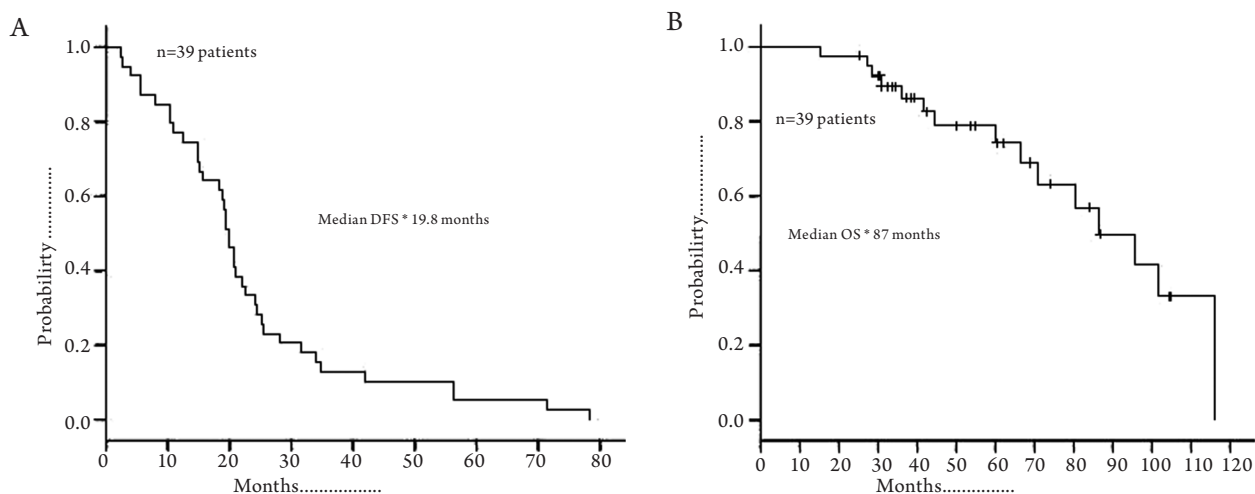 A
n=39 patients
1.0
0.8
0.6
0.4
0.2
0.0
Probabilirty...................
Median DFS * 19.8 months
0 10 20 30 40 50 60 70 80
Months.................
B
n=39 patients
1.0
0.8
0.6
0.4
0.2
0.0
Probabilirty...................
Median OS * 87 months
0 10 20 30 40 50 60 70 80 90 100 110 120
Months.................